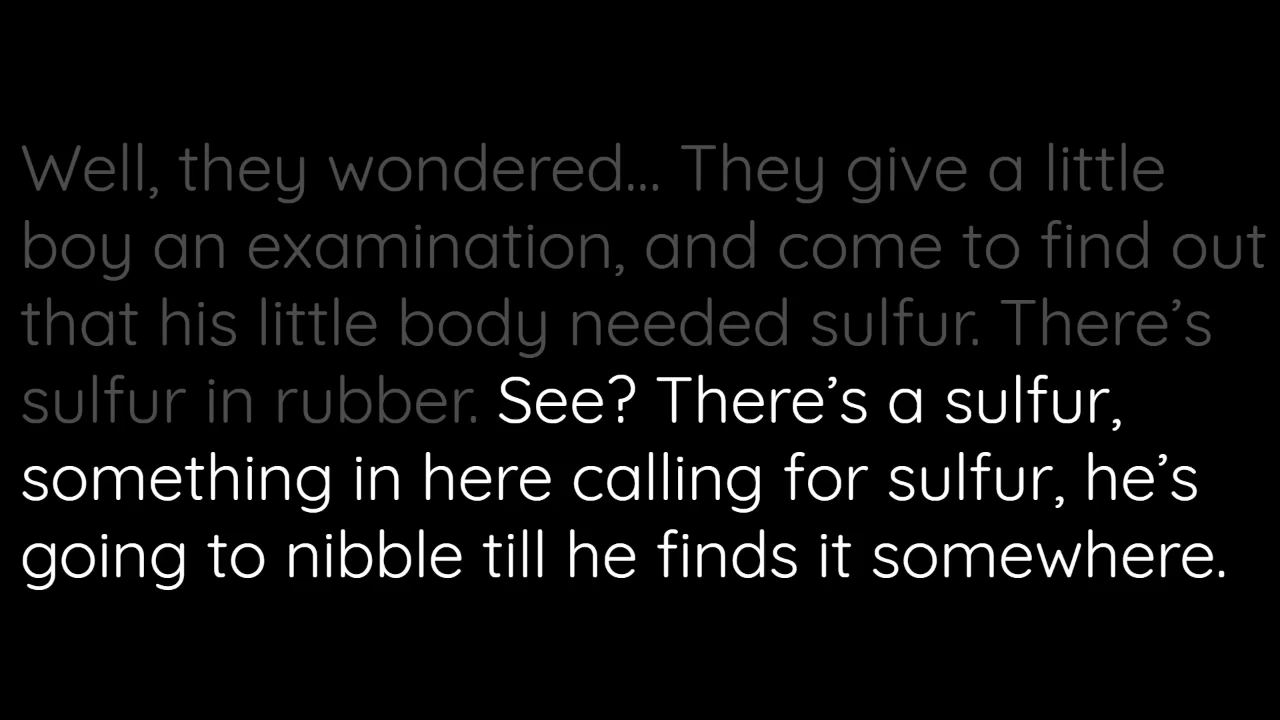 Well, they wondered... They give a little
boy an examination, and come to find out
that his little body needed sulfur. There’s
sulfur in rubber. See? There’s a sulfur,
something in here calling for sulfur, he’s
going to nibble till he finds it somewhere.